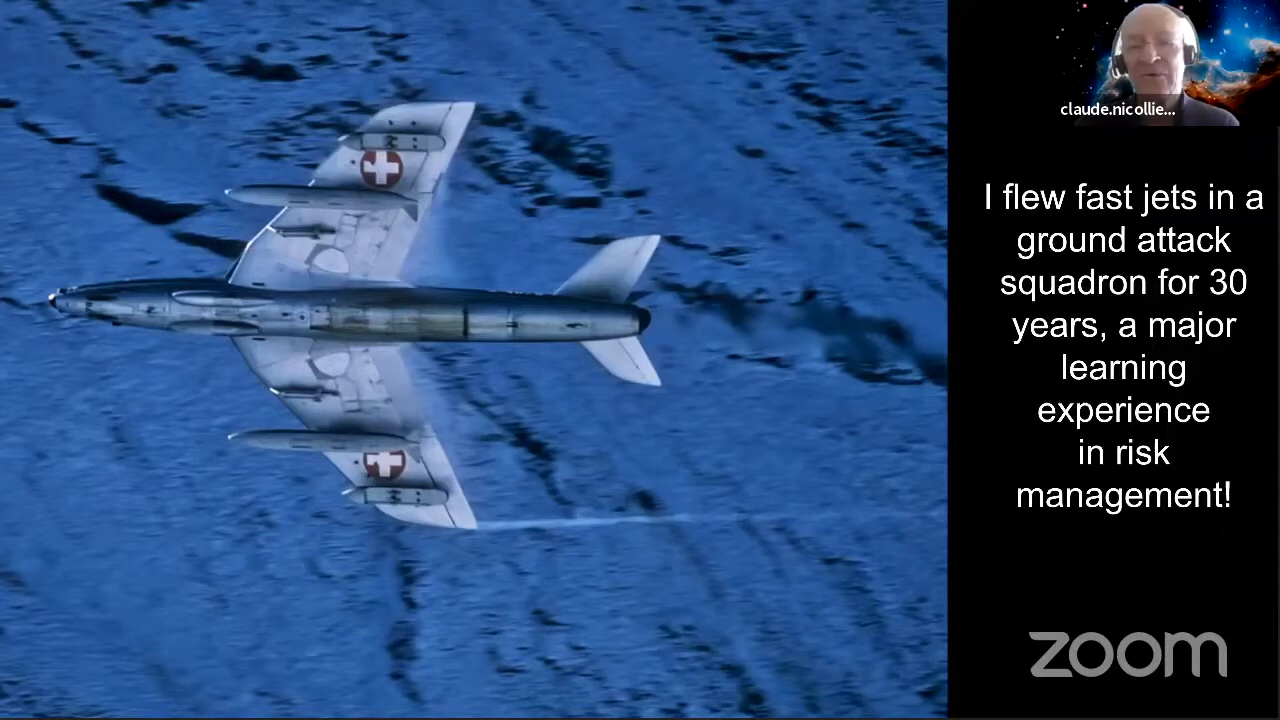 claude.nicollie...
I flew fast jets in a
ground attack
squadron for 30
years, a major
learning
experience
in risk
management!
zoom